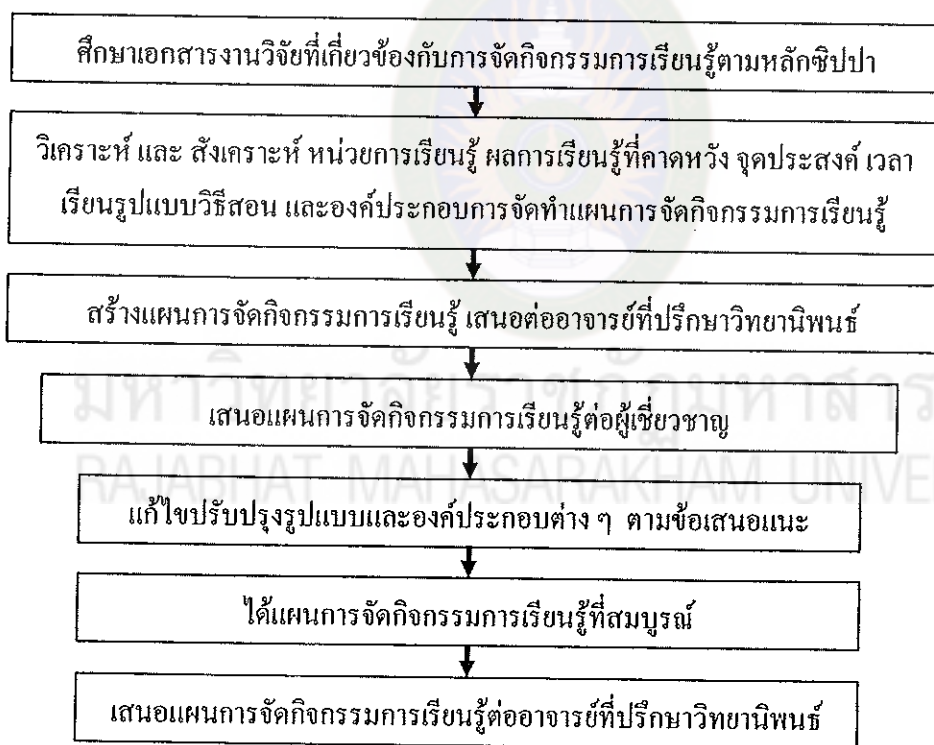 ศึกษาเอกสารงานวิจัยที่เกี่ยวข้องกับการจัดกิจกรรมการเรียนรู้ตามหลักซิปปา
วิเคราะห์ และ สังเคราะห์ หน่วยการเรียนรู้ ผลการเรียนรู้ที่คาดหวัง จุดประสงค์ เวลา
เรียนรูปแบบวิธีสอน และองค์ประกอบการจัดทำแผนการจัดกิจกรรมการเรียนรู้
สร้างแผนการจัดกิจกรรมการเรียนรู้ เสนอต่ออาจารย์ที่ปรึกษาวิทยานิพนธ์
มหาวิทยาลัยราชภัฏมหาสาร
เสนอแผนการจัดกิจกรรมการเรียนรู้ต่อผู้เชี่ยวชาญ
RAJABHAT MAHASARAKHAM UNIVE
แก้ไขปรับปรุงรูปแบบและองค์ประกอบต่าง ๆ ตามข้อเสนอแนะ
ได้แผนการจัดกิจกรรมการเรียนรู้ที่สมบูรณ์
เสนอแผนการจัดกิจกรรมการเรียนรู้ต่ออาจารย์ที่ปรึกษาวิทยานิพนธ์